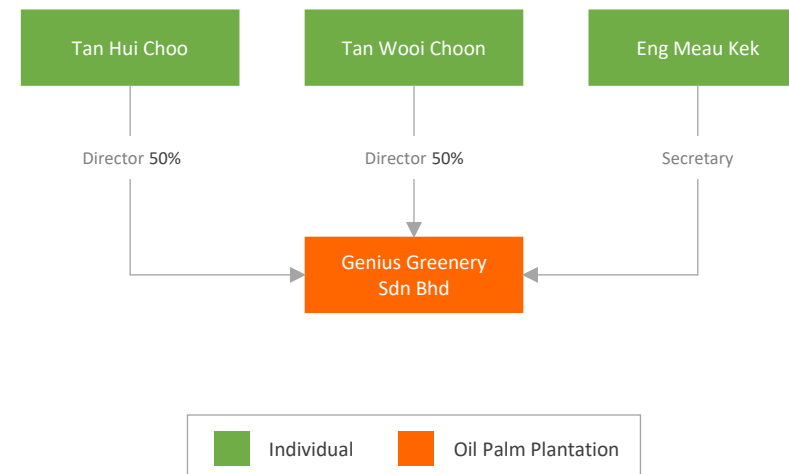 Tan Hui Choo
Tan Wooi Choon
Eng Meau Kek
Director 50%
Director 50%
Secretary
Genius Greenery
Sdn Bhd
Individual
Oil Palm Plantation